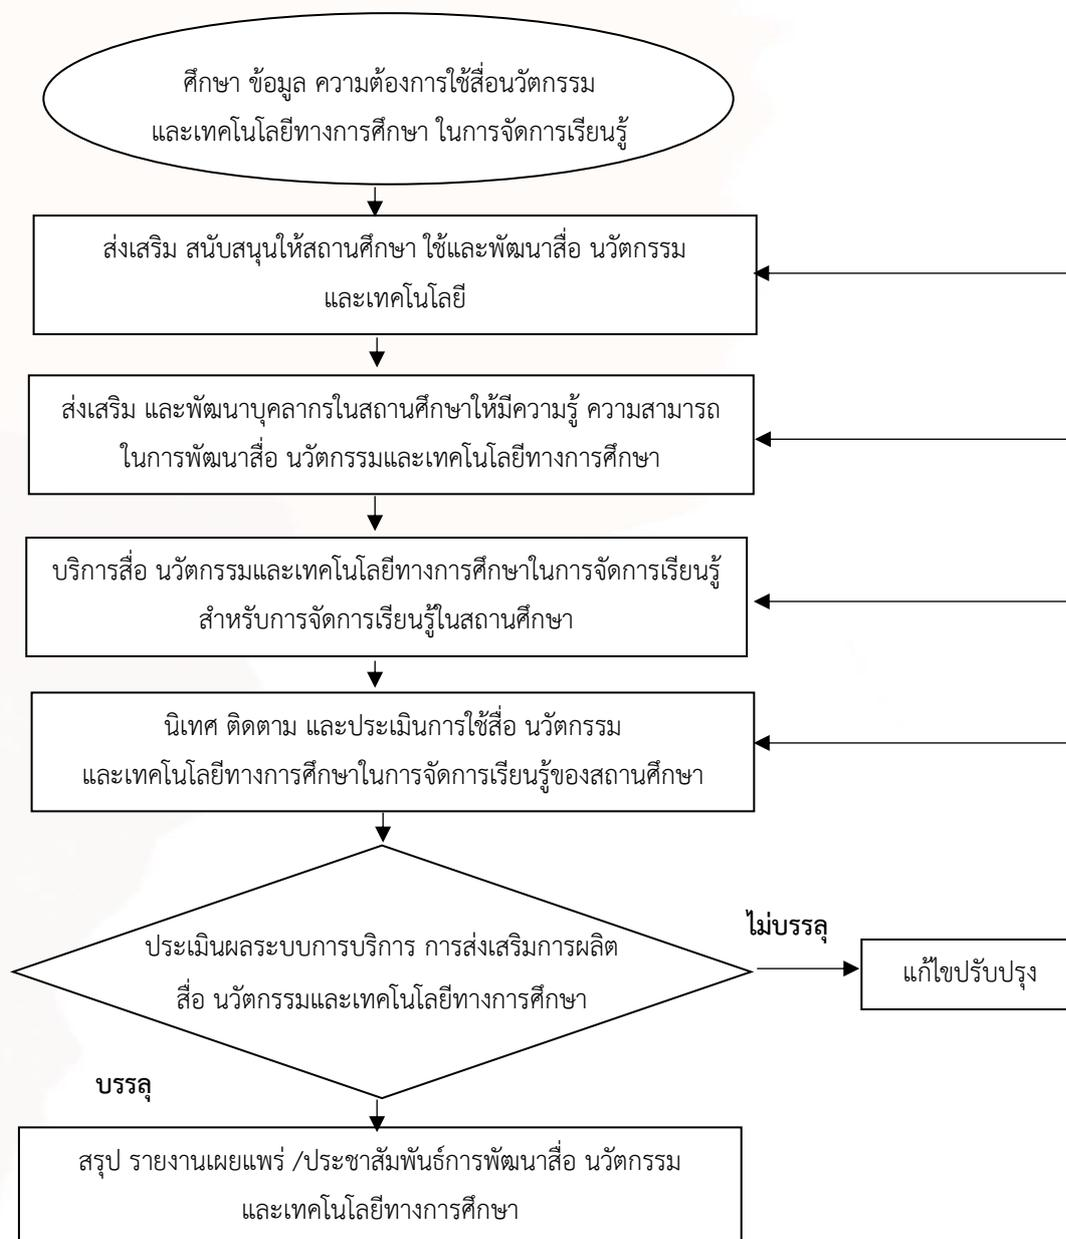 ศึกษา ข้อมูล ความต้องการใช้สื่อนวัตกรรม
และเทคโนโลยีทางการศึกษา ในการจัดการเรียนรู้
ส่งเสริม สนับสนุนให้สถานศึกษา ใช้และพัฒนาสื่อ นวัตกรรม
และเทคโนโลยี
ส่งเสริม และพัฒนาบุคลากรในสถานศึกษาให้มีความรู้ ความสามารถ
ในการพัฒนาสื่อ นวัตกรรมและเทคโนโลยีทางการศึกษา
บริการสื่อ นวัตกรรมและเทคโนโลยีทางการศึกษาในการจัดการเรียนรู้
สำหรับการจัดการเรียนรู้ในสถานศึกษา
นิเทศ ติดตาม และประเมินการใช้สื่อ นวัตกรรม
และเทคโนโลยีทางการศึกษาในการจัดการเรียนรู้ของสถานศึกษา
ประเมินผลระบบการบริการ การส่งเสริมการผลิต
สื่อ นวัตกรรมและเทคโนโลยีทางการศึกษา
ไม่บรรลุ
แก้ไขปรับปรุง
บรรลุ
สรุป รายงานเผยแพร่ /ประชาสัมพันธ์การพัฒนาสื่อ นวัตกรรม
และเทคโนโลยีทางการศึกษา